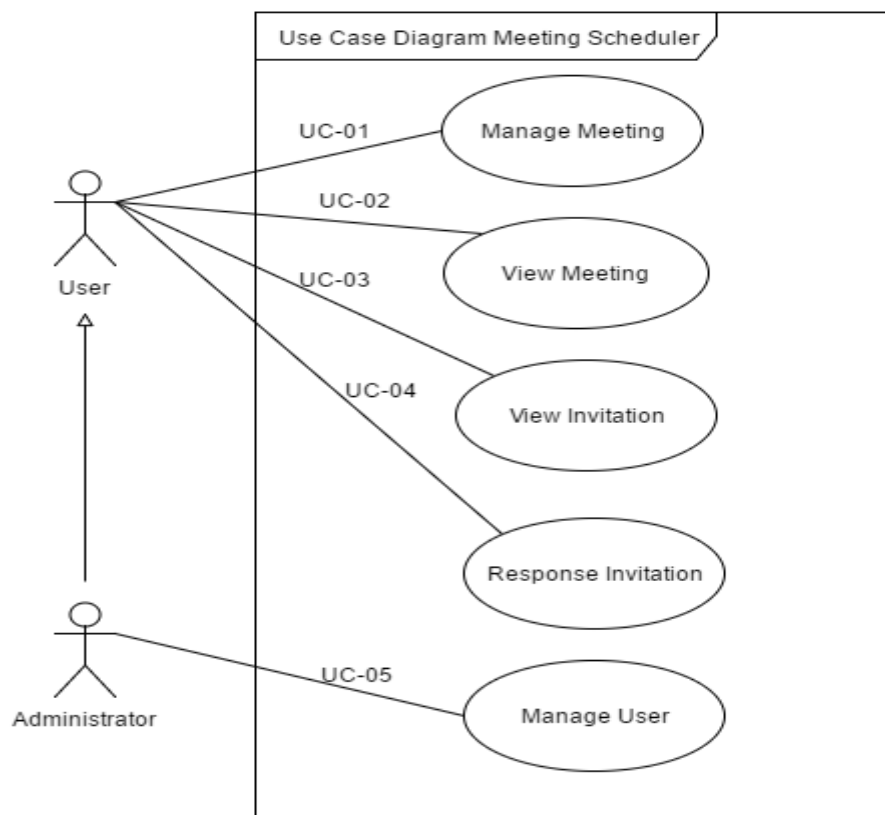 Use Case Diagram Meeting Scheduler
UC-01
Manage Meeting
UC-02
View Meeting
User
UC-03
UC-04
View Invitation
Response Invitation
UC-05
Administrator
Manage User